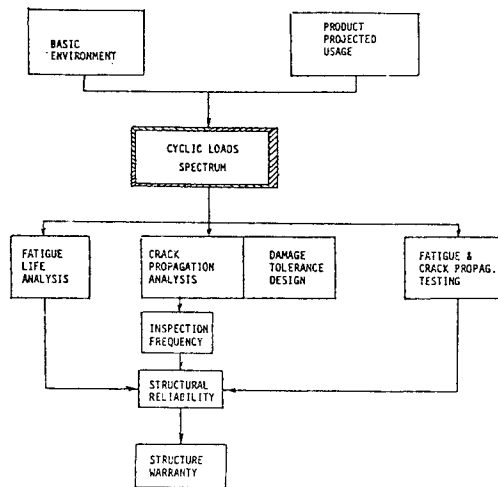 BASIC
ENVIRONMENT
PRODUCT
PROJECTED
USAGE
CYCLIC LOADS
SPECTRUM
FATIGUE
LIFE
ANALYSIS
CRACK
PROPAGATION
ANALYSIS
DAMAGE
TOLERANCE
DESIGN
FATIGUE &
CRACK PROPAG.
TESTING
INSPECTION
FREQUENCY
STRUCTURAL
RELIABILITY
STRUCTURE
WARRANTY